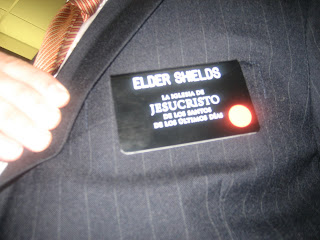 ELDER SHIELDS
LA IGLESIA DE
JESUCRISTO
DE LOS SANTOS
DE LOS ÚLTIMOS DÍAS